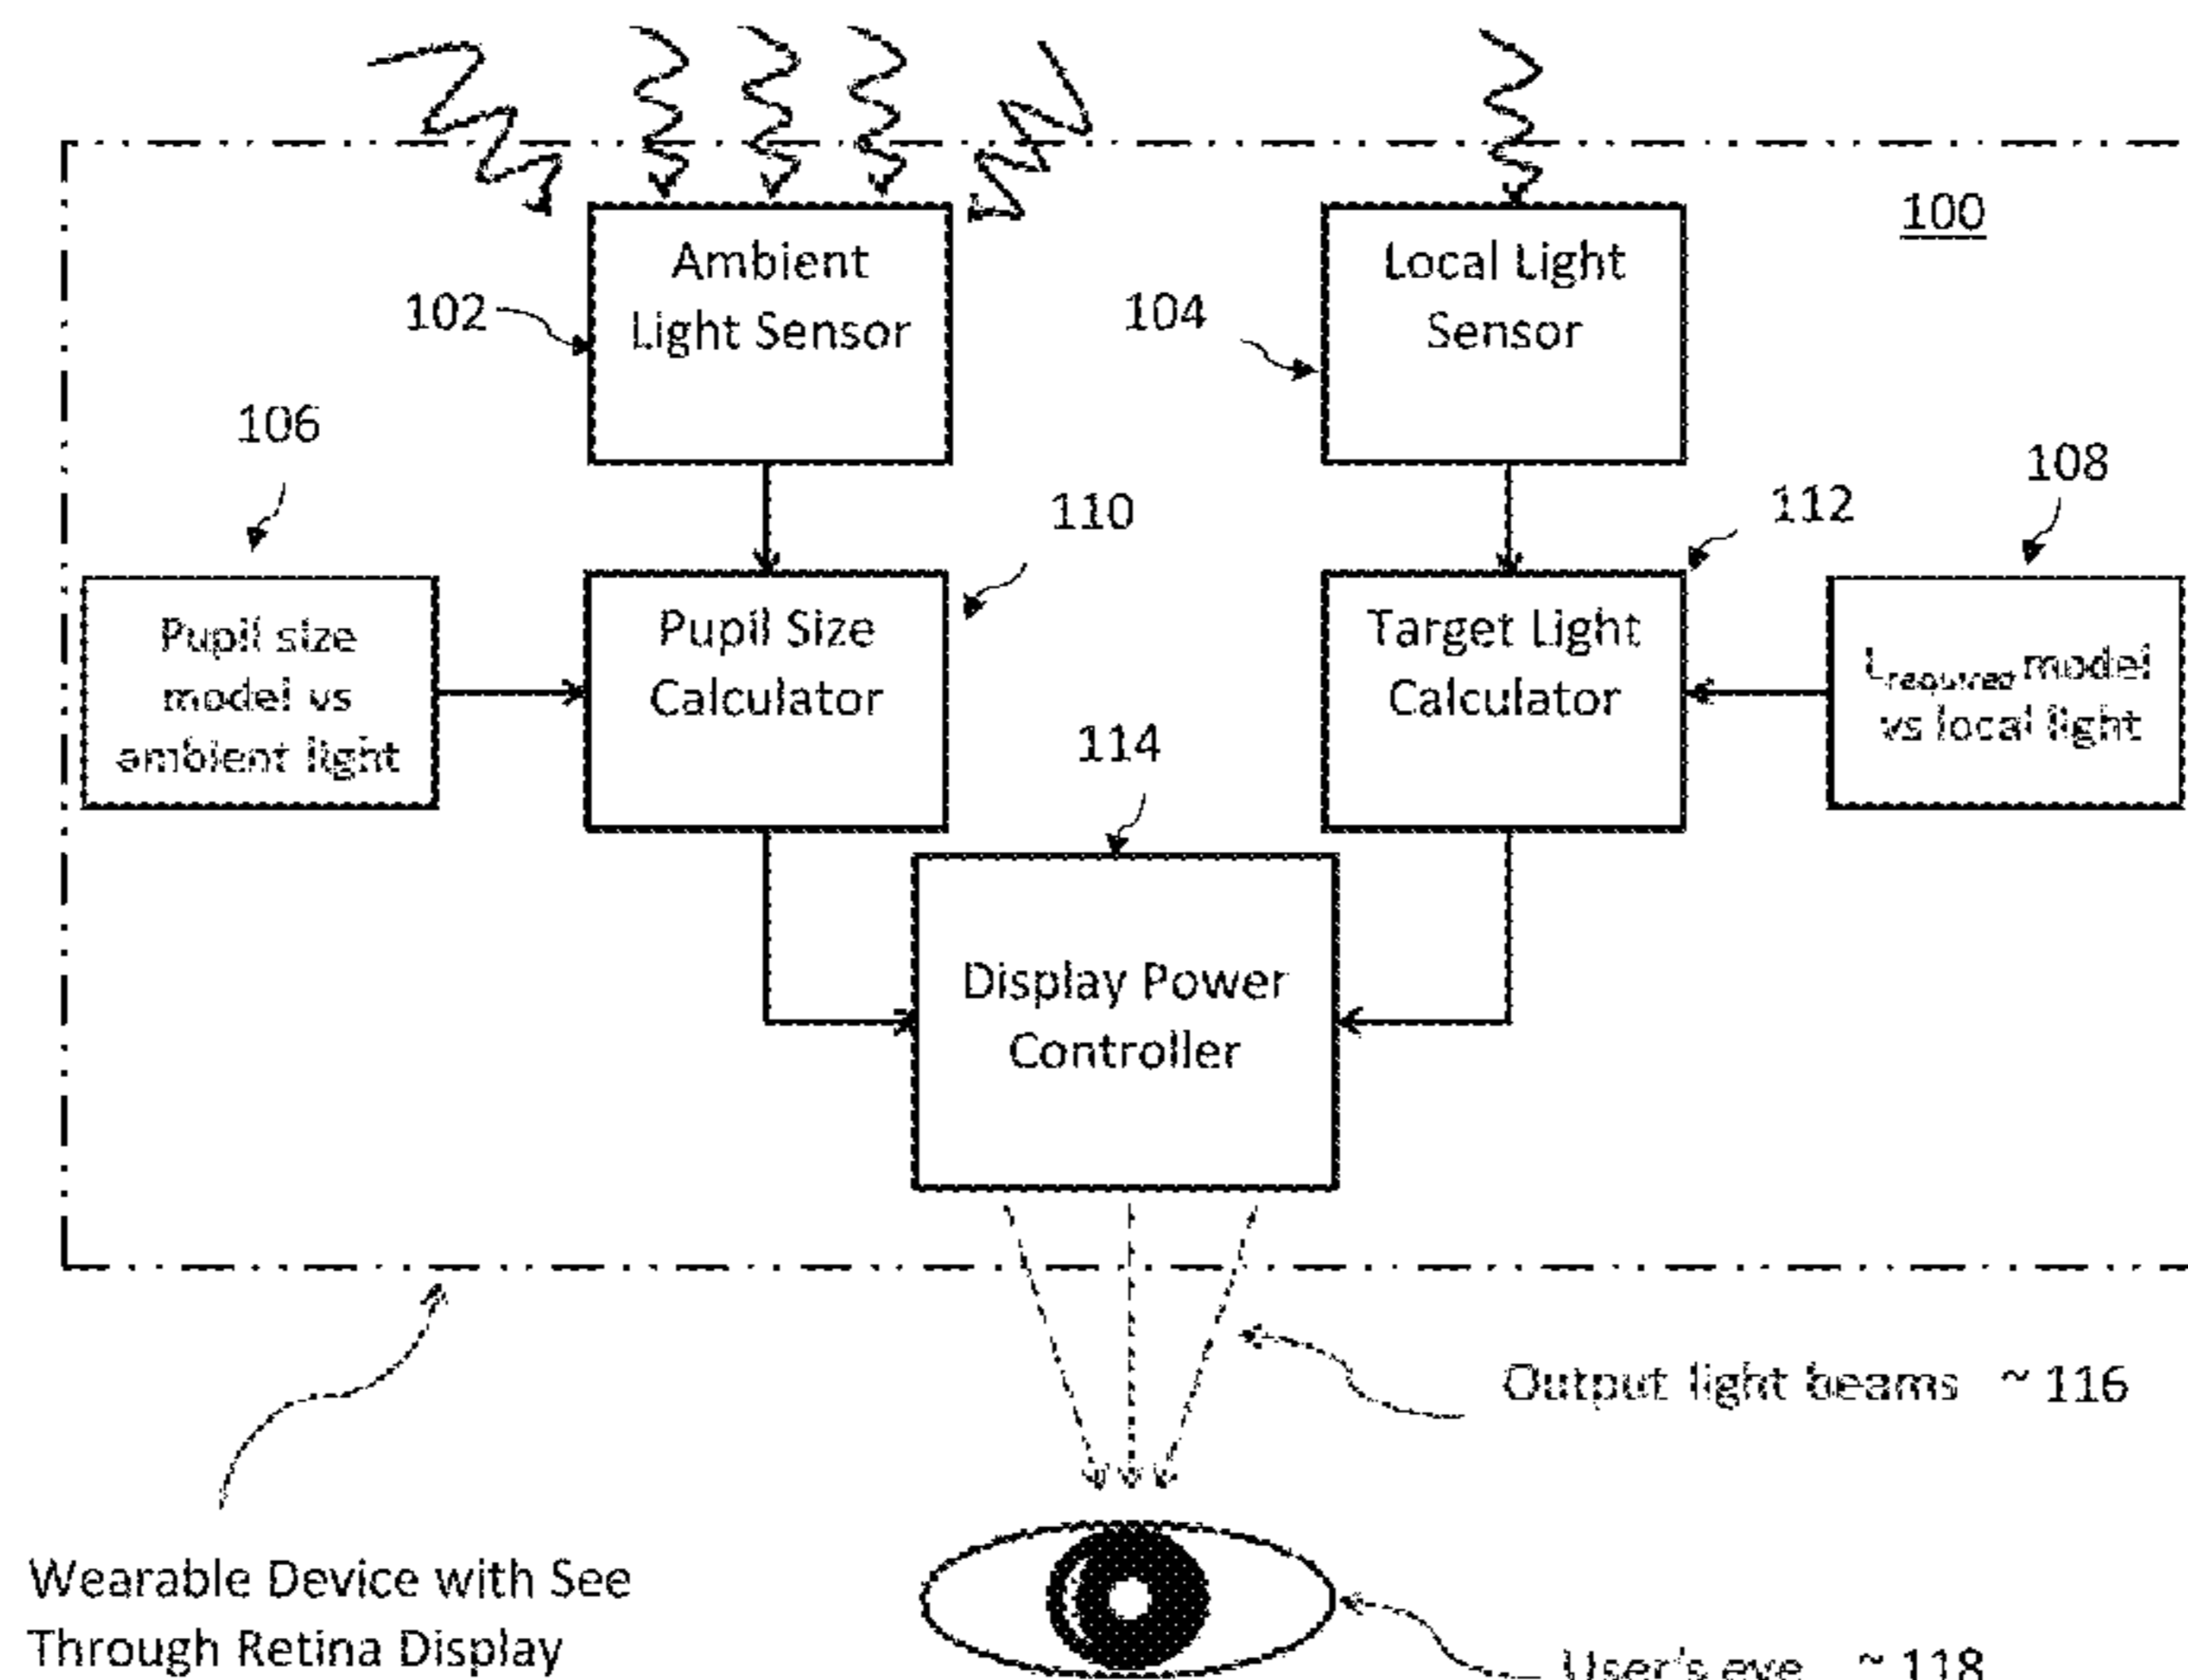 100
Ambient
Light Sensor
Local Light
Sensor
102
104
106
108
110
112
Pupil size
model vs
ambient light
Pupil Size
Calculator
Target Light
Calculator
Lrequired model
vs local light
114
Display Power
Controller
Output light beams ~ 116
Wearable Device with See
Through Retina Display
User's eye ~ 118